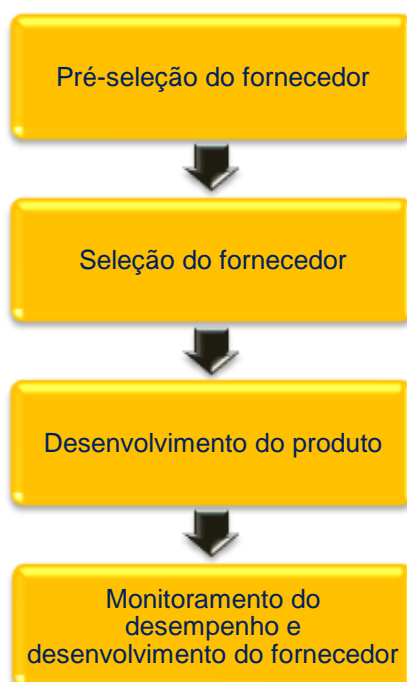 Pré-seleção do fornecedor
Seleção do fornecedor
Desenvolvimento do produto
Monitoramento do
desempenho e
desenvolvimento do fornecedor